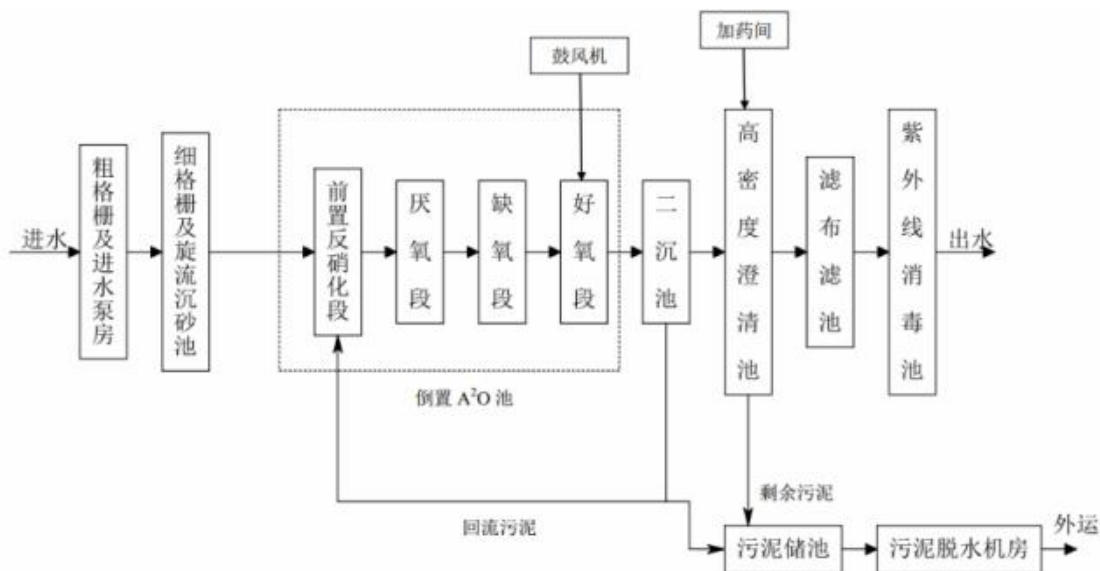 加药间
鼓风机
进水
粗格栅及进水泵房
细格栅及旋流沉砂池
前置反硝化段
厌氧段
缺氧段
好氧段
二沉池
高密度澄清池
滤布滤池
紫外线消毒池
出水
倒置 A²O 池
回流污泥
剩余污泥
污泥储池
污泥脱水机房
外运